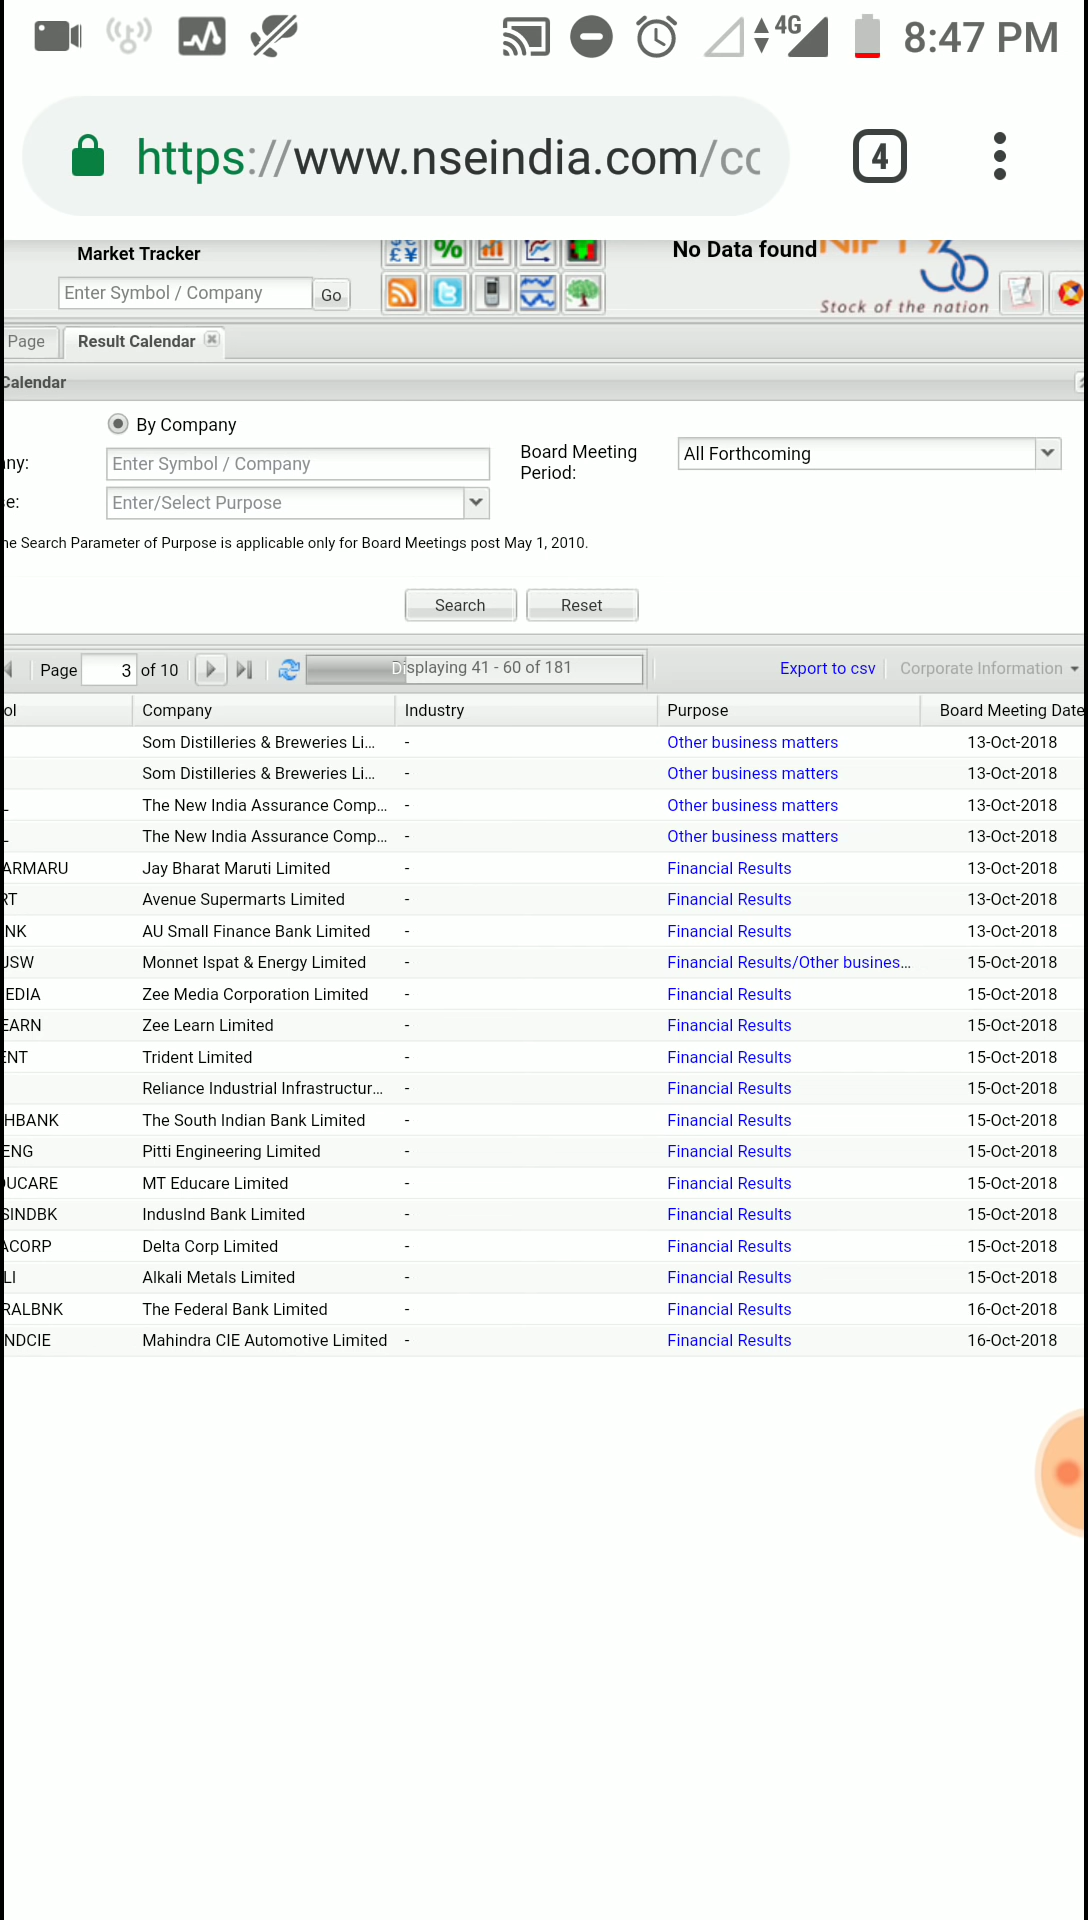 4G 8:47 PM
https://www.nseindia.com/cc
4
Market Tracker
No Data found
Enter Symbol / Company Go
Stock of the nation
Page Result Calendar
Calendar
By Company
ny: Enter Symbol / Company
Board Meeting Period: All Forthcoming
e: Enter/Select Purpose
he Search Parameter of Purpose is applicable only for Board Meetings post May 1, 2010.
Search Reset
Page 3 of 10 Displaying 41 - 60 of 181 Export to csv Corporate Information
ol Company Industry Purpose Board Meeting Date
Som Distilleries & Breweries Li... - Other business matters 13-Oct-2018
Som Distilleries & Breweries Li... - Other business matters 13-Oct-2018
L The New India Assurance Comp... - Other business matters 13-Oct-2018
L The New India Assurance Comp... - Other business matters 13-Oct-2018
ARMARU Jay Bharat Maruti Limited - Financial Results 13-Oct-2018
RT Avenue Supermarts Limited - Financial Results 13-Oct-2018
NK AU Small Finance Bank Limited - Financial Results 13-Oct-2018
JSW Monnet Ispat & Energy Limited - Financial Results/Other busines... 15-Oct-2018
EDIA Zee Media Corporation Limited - Financial Results 15-Oct-2018
EARN Zee Learn Limited - Financial Results 15-Oct-2018
ENT Trident Limited - Financial Results 15-Oct-2018
Reliance Industrial Infrastructur... - Financial Results 15-Oct-2018
HBANK The South Indian Bank Limited - Financial Results 15-Oct-2018
ENG Pitti Engineering Limited - Financial Results 15-Oct-2018
DUCARE MT Educare Limited - Financial Results 15-Oct-2018
SINDBK IndusInd Bank Limited - Financial Results 15-Oct-2018
ACORP Delta Corp Limited - Financial Results 15-Oct-2018
LI Alkali Metals Limited - Financial Results 15-Oct-2018
RALBNK The Federal Bank Limited - Financial Results 16-Oct-2018
NDCIE Mahindra CIE Automotive Limited - Financial Results 16-Oct-2018